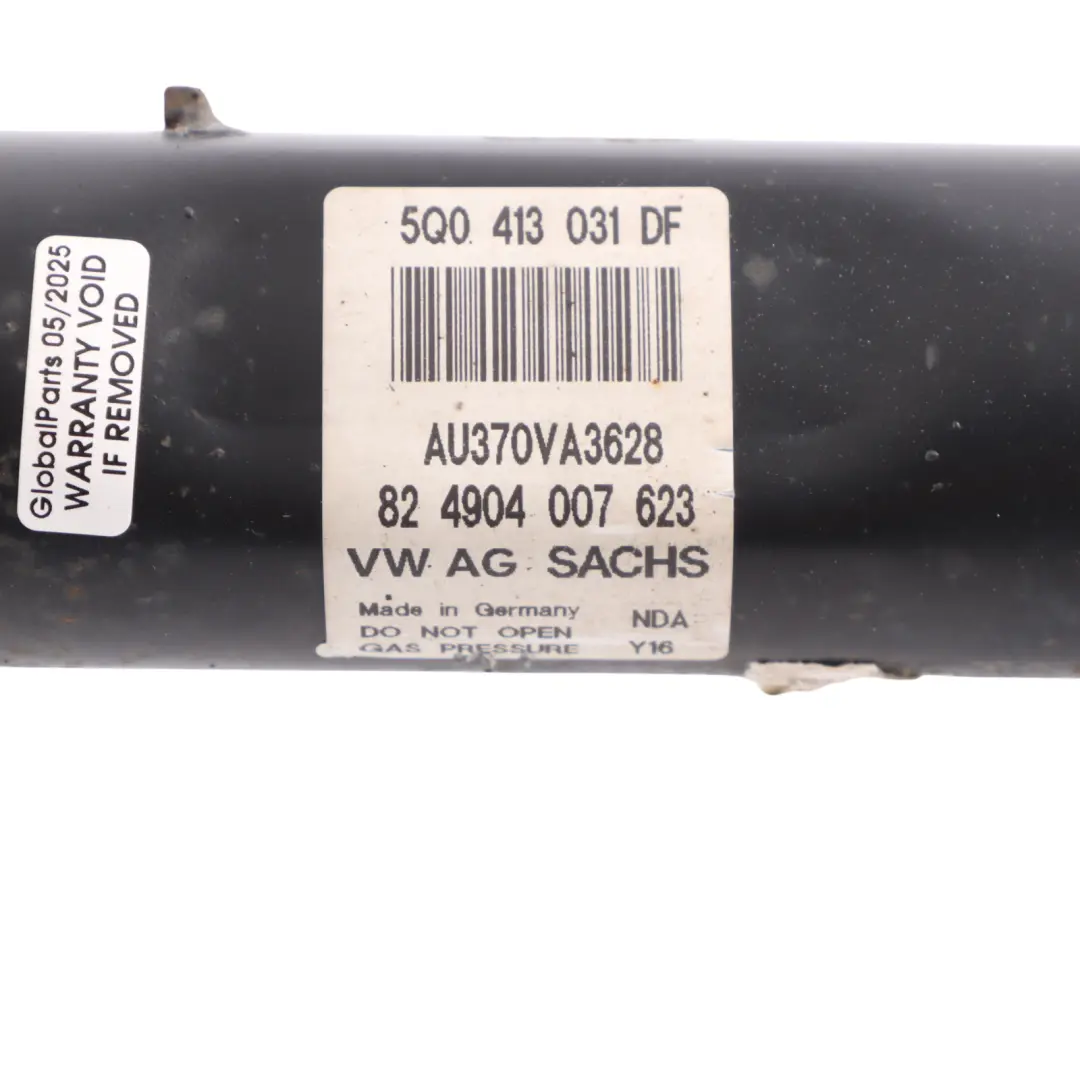 5Q0 413 031 DF
AU370VA3628
82 4904 007 623
VW AG SACHS
Made in Germany
DO NOT OPEN
GAS PRESSURE
NDA
Y16
GlobalParts 05/2025
WARRANTY VOID
IF REMOVED